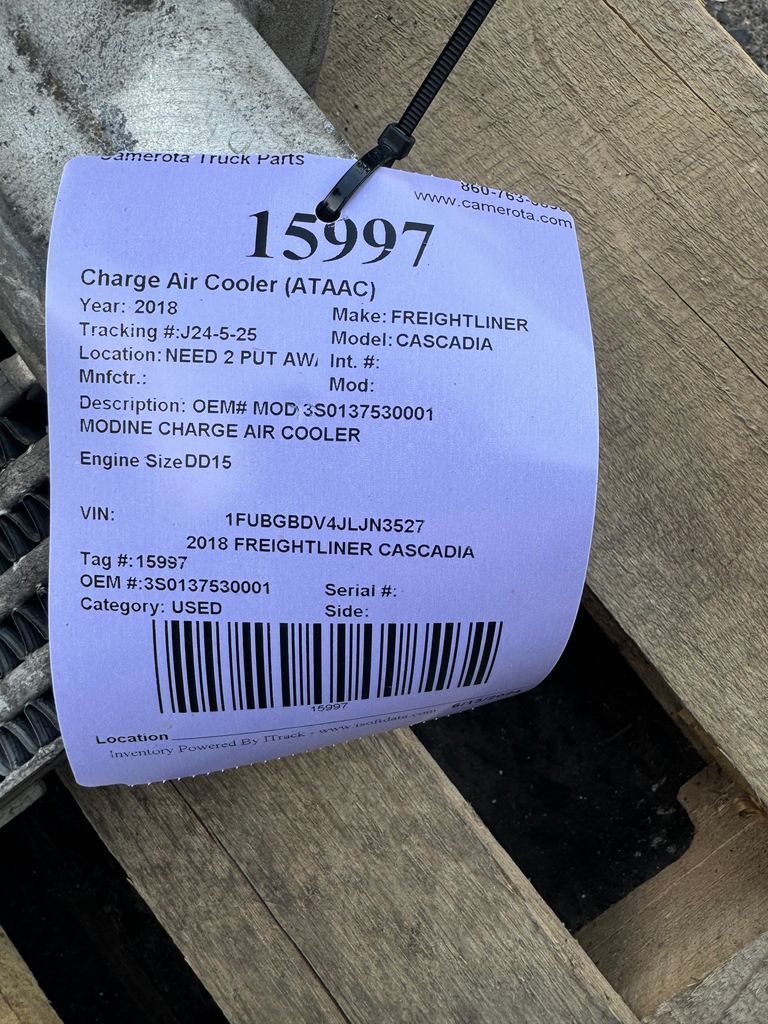 Camerota Truck Parts
www.camerota.com
15997
Charge Air Cooler (ATAAC)
Year: 2018 Make: FREIGHTLINER
Tracking #:J24-5-25 Model: CASCADIA
Location: NEED 2 PUT AW Int. #:
Mnfctr.: Mod:
Description: OEM# MOD 3S0137530001
MODINE CHARGE AIR COOLER
Engine Size DD15
VIN: 1FUBGBDV4JLJN3527
2018 FREIGHTLINER CASCADIA
Tag #:15997
OEM #:3S0137530001 Serial #:
Category: USED Side:
15997
Location
Inventory Powered By ITrack - www.isoftdata.com